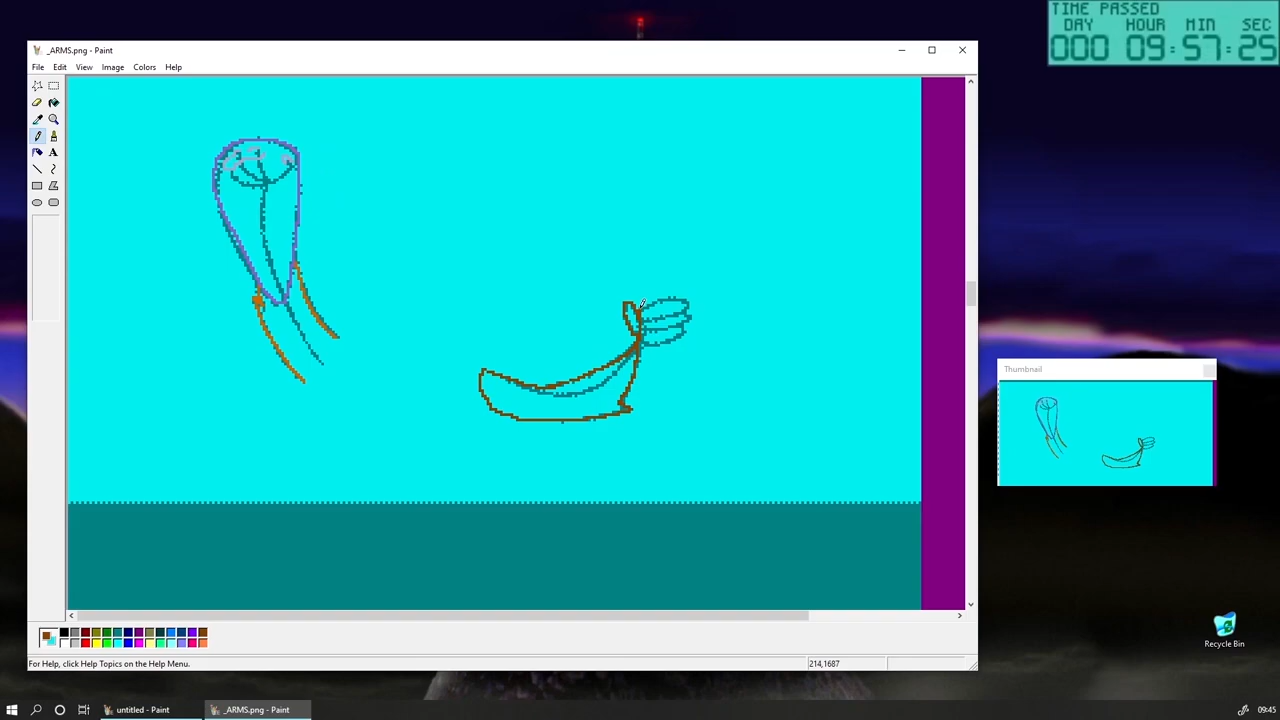 TIME PASSED
DAY HOUR MIN SEC
000 09:57:25
_ARMS.png - Paint
File Edit View Image Colors Help
A
Thumbnail
Recycle Bin
For Help, click Help Topics on the Help Menu.
214,1687
untitled - Paint
_ARMS.png - Paint
09:45